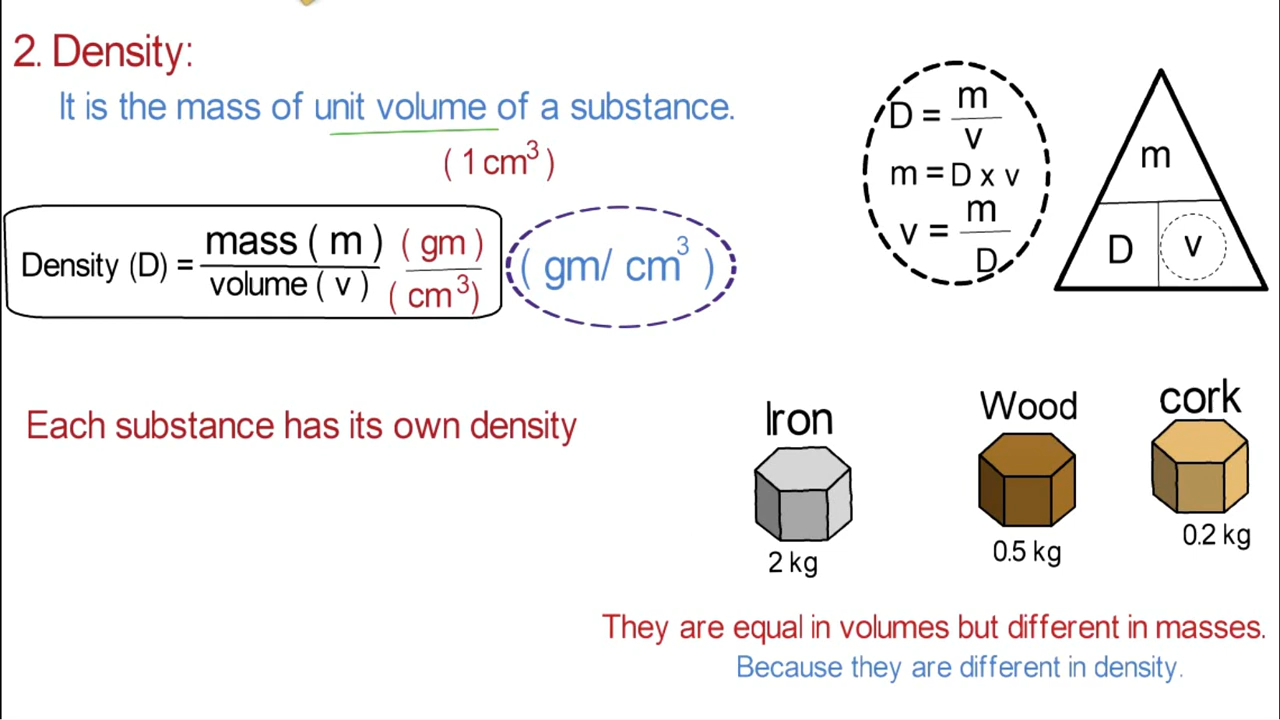 2. Density:
It is the mass of unit volume of a substance.
( 1 cm³ )
Density (D) = mass ( m ) / volume ( v ) ( gm ) / ( cm³ )
( gm/ cm³ )
D = m / v
m = D x v
v = m / D
m
D v
Each substance has its own density
Iron
2 kg
Wood
0.5 kg
cork
0.2 kg
They are equal in volumes but different in masses.
Because they are different in density.